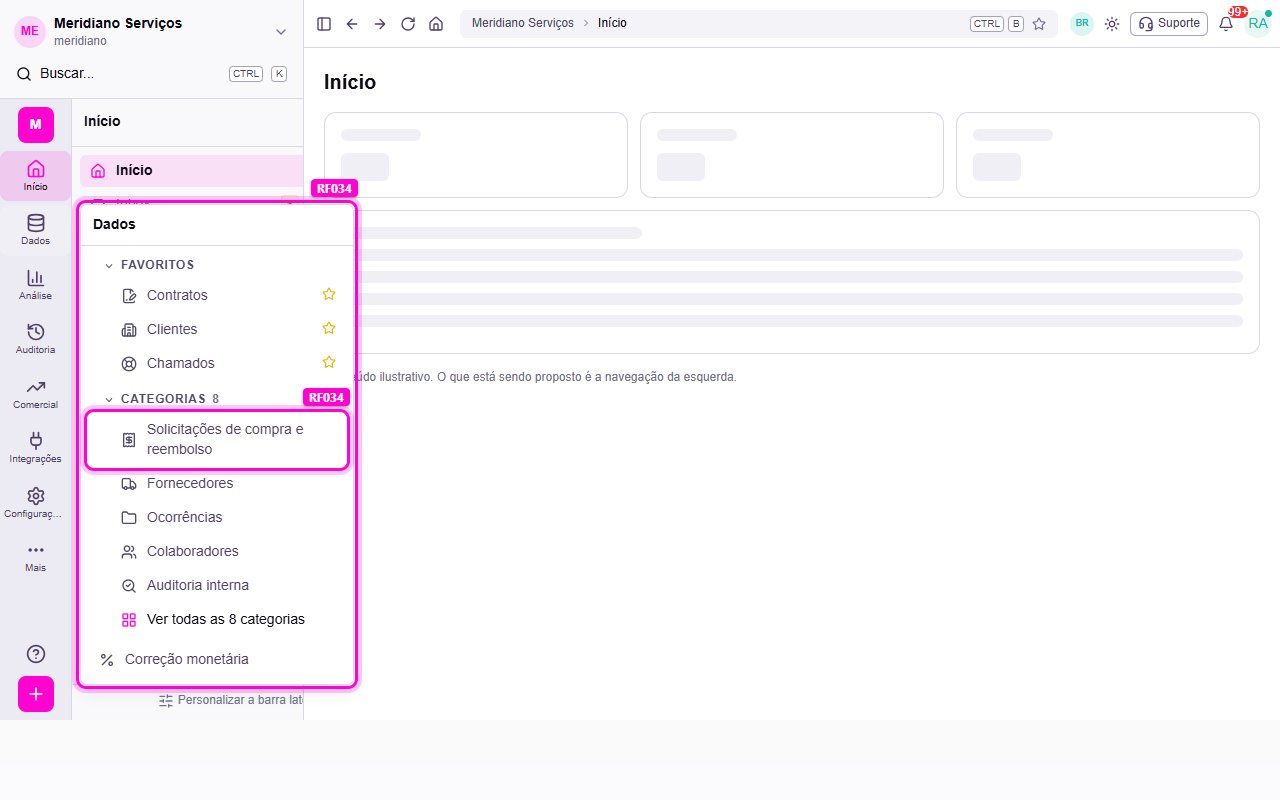 ME
Meridiano Serviços
meridiano
Buscar...
CTRL
K
Meridiano Serviços
Início
CTRL
B
BR
Suporte
99+
RA
M
Início
Dados
Análise
Auditoria
Comercial
Integrações
Configuraç...
Mais
Início
Início
RF034
Dados
FAVORITOS
Contratos
Clientes
Chamados
CATEGORIAS 8
RF034
Solicitações de compra e
reembolso
Fornecedores
Ocorrências
Colaboradores
Auditoria interna
Ver todas as 8 categorias
Correção monetária
Personalizar a barra
Início
ilustrativo. O que está sendo proposto é a navegação da esquerda.